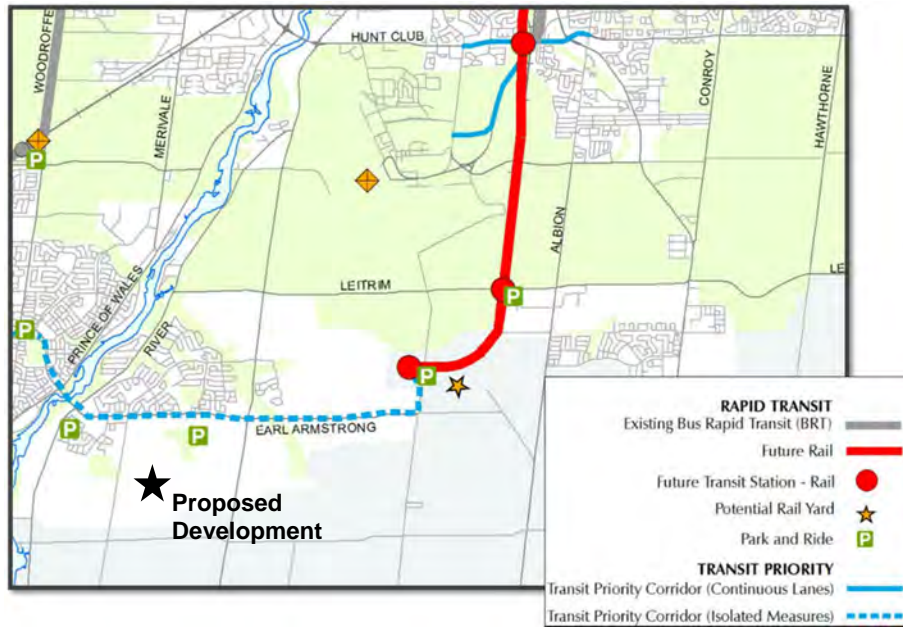 HUNT CLUB
WOODROFFE
MERIVALE
CONROY
HAWTHORNE
P
ALBION
LEITRIM
LE
P
PRINCE OF WALES
RIVER
P
P
EARL ARMSTRONG
P
P
Proposed
Development
RAPID TRANSIT
Existing Bus Rapid Transit (BRT)
Future Rail
Future Transit Station - Rail
Potential Rail Yard
Park and Ride
P
TRANSIT PRIORITY
Transit Priority Corridor (Continuous Lanes)
Transit Priority Corridor (Isolated Measures)